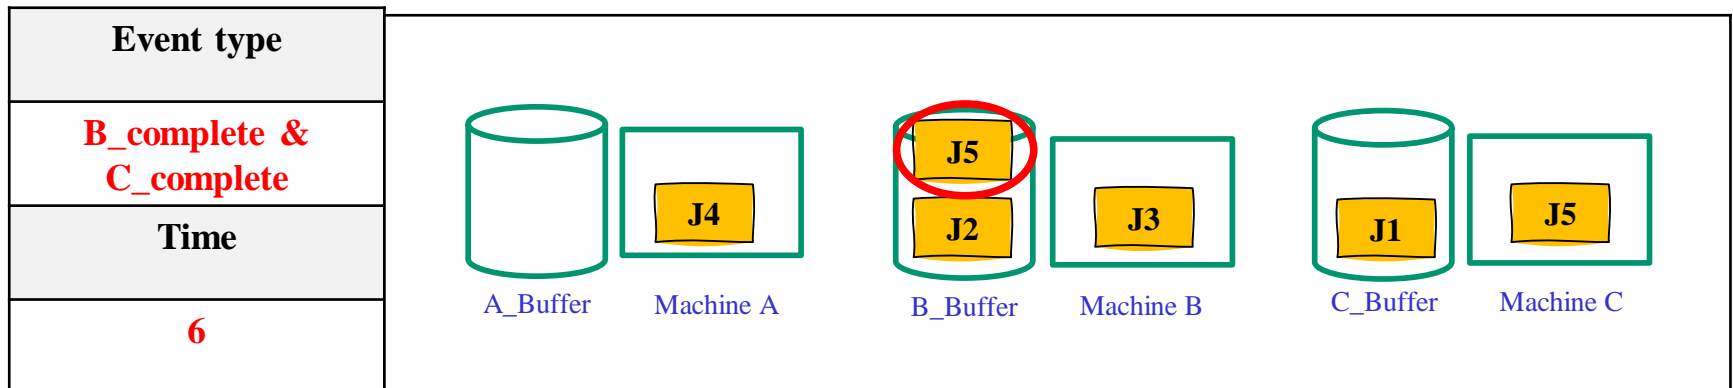 Event type
B_complete &
C_complete
Time
6
J4
J5
J2
J3
J1
J5
A_Buffer
Machine A
B_Buffer
Machine B
C_Buffer
Machine C